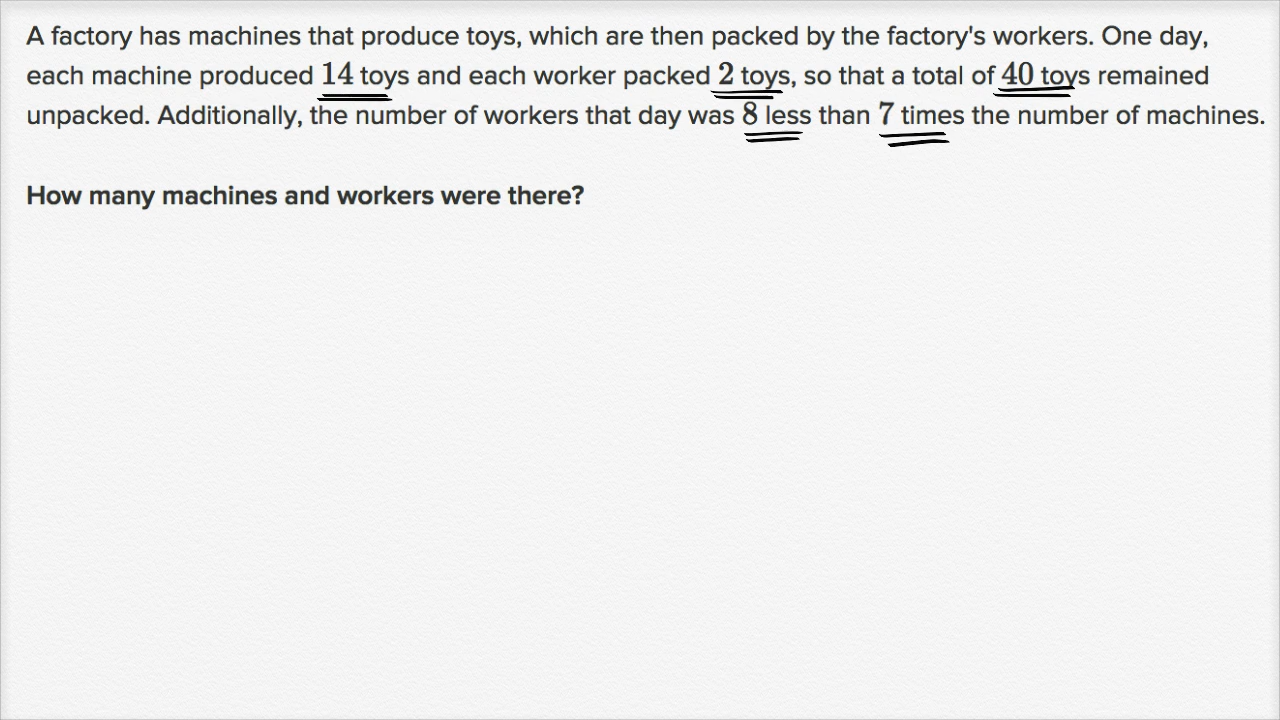 A factory has machines that produce toys, which are then packed by the factory's workers. One day,
each machine produced 14 toys and each worker packed 2 toys, so that a total of 40 toys remained
unpacked. Additionally, the number of workers that day was 8 less than 7 times the number of machines.
How many machines and workers were there?